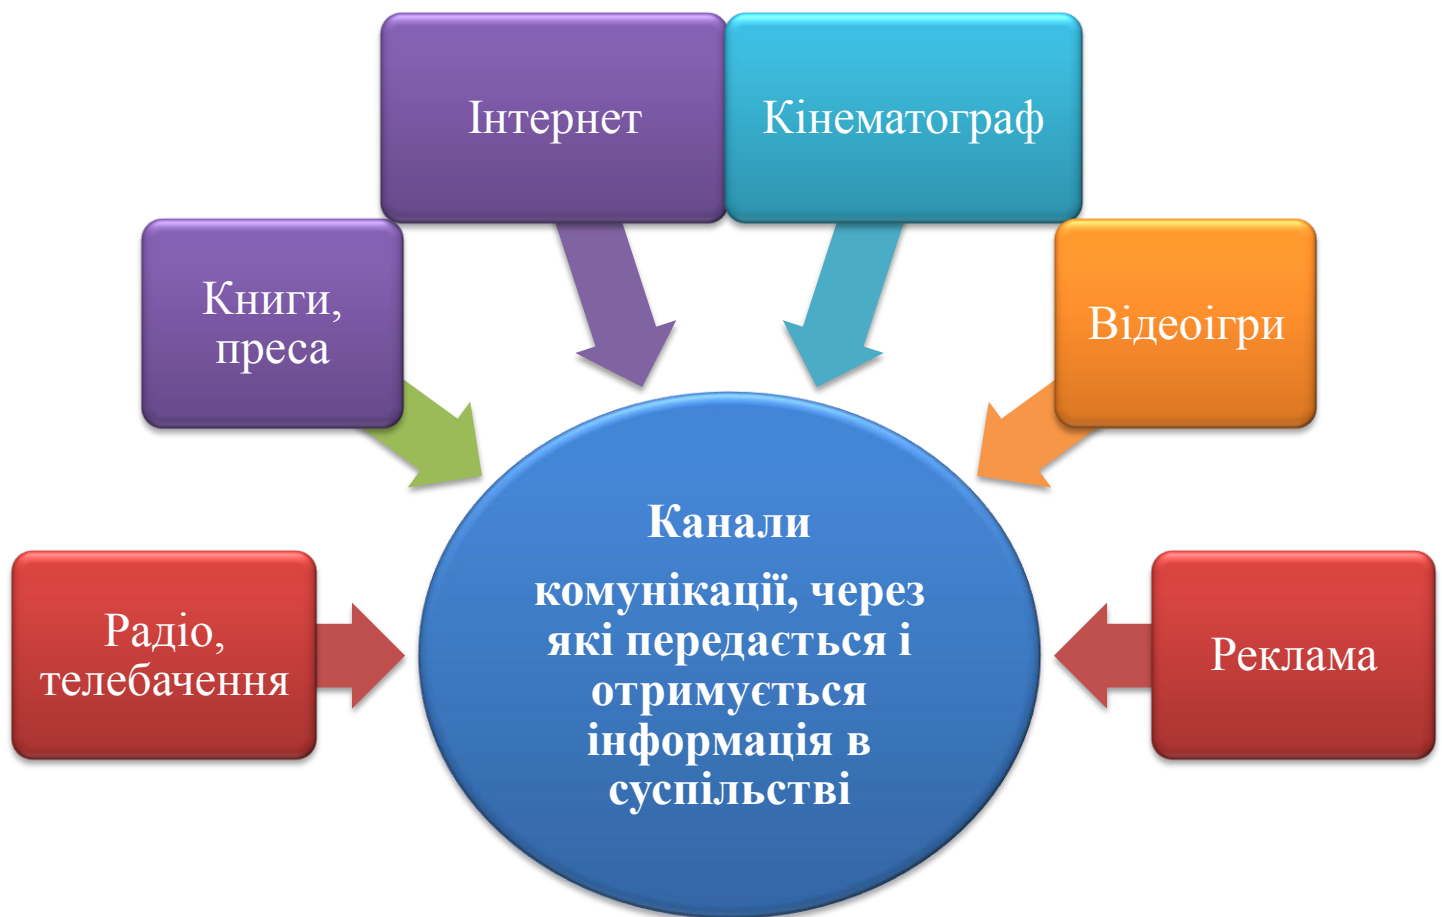 Інтернет
Кінематограф
Книги,
преса
Відеоігри
Радіо,
телебачення
Реклама
Канали
комунікації, через
які передається і
отримується
інформація в
суспільстві